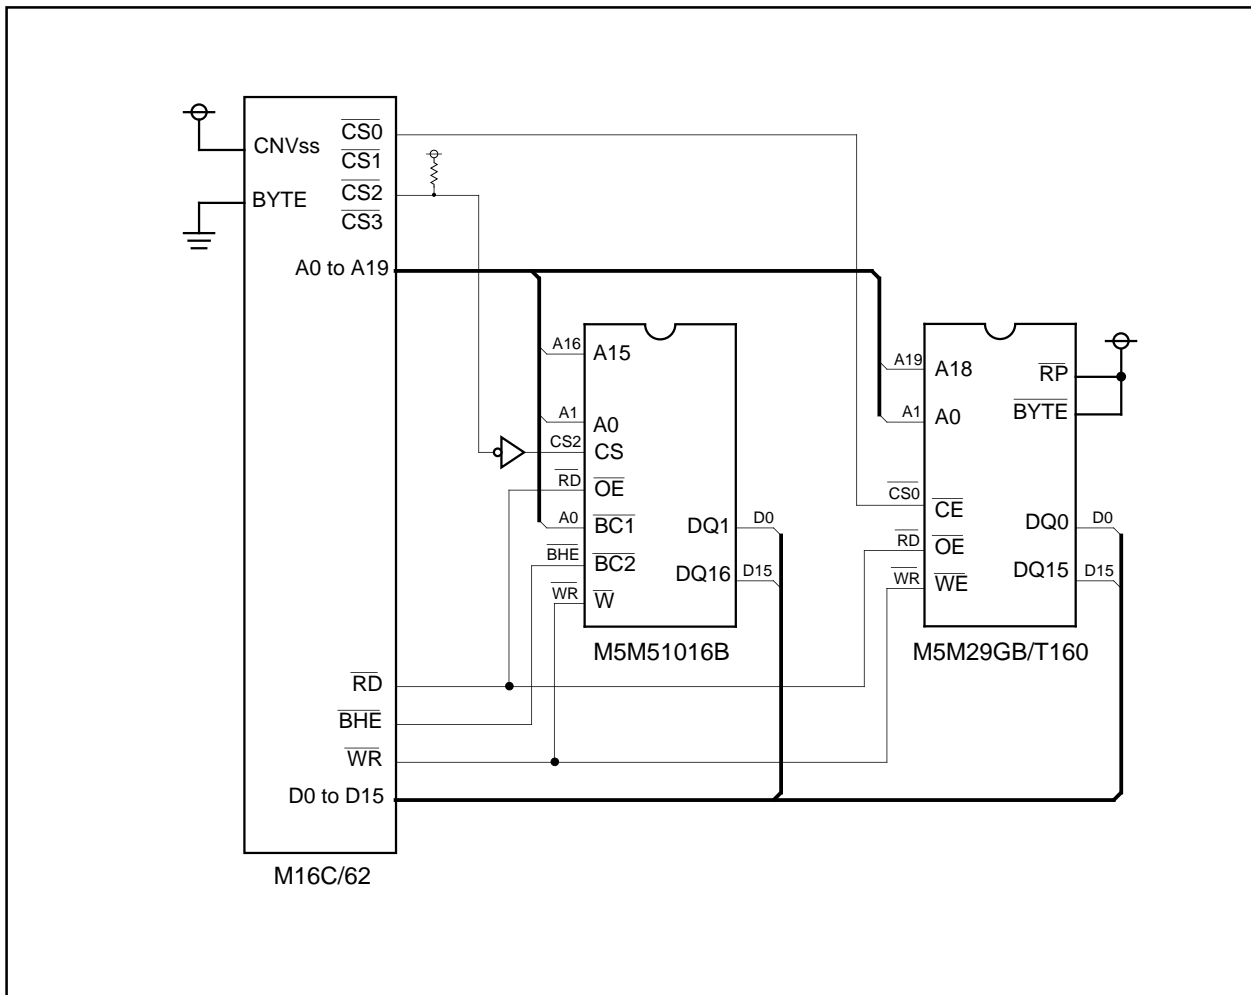 CNVss
BYTE
CS0
CS1
CS2
CS3
A0 to A19
RD
BHE
WR
D0 to D15
M16C/62
A16
A1
CS2
RD
A0
BHE
WR
A15
A0
CS
OE
BC1
BC2
W
DQ1
DQ16
D0
D15
M5M51016B
A19
A1
CS0
RD
WR
A18
A0
CE
OE
WE
RP
BYTE
DQ0
DQ15
D0
D15
M5M29GB/T160